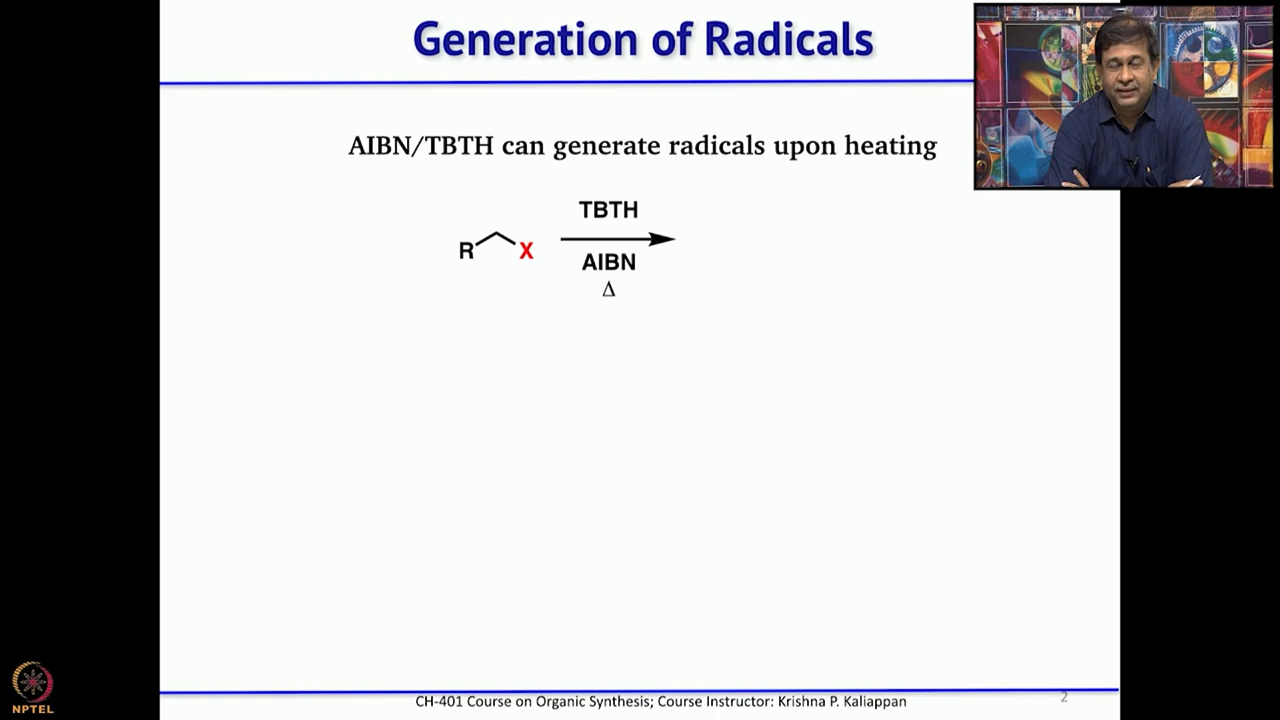 Generation of Radicals
AIBN/TBTH can generate radicals upon heating
TBTH
R X
AIBN
Δ
CH-401 Course on Organic Synthesis; Course Instructor: Krishna P. Kaliappan
2
NPTEL